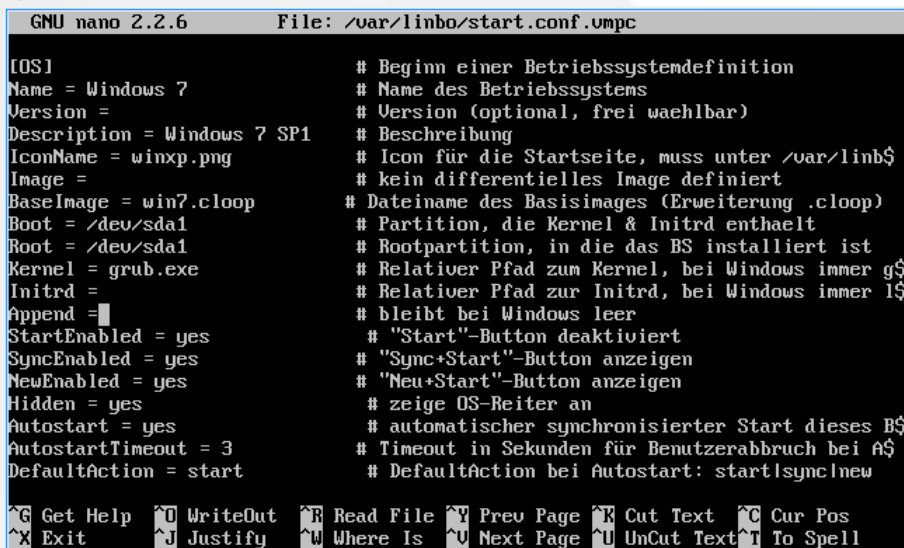 GNU nano 2.2.6 File: /var/linbo/start.conf.vmpc
[OS] # Beginn einer Betriebssystemdefinition
Name = Windows 7 # Name des Betriebssystems
Version = # Version (optional, frei waehlbar)
Description = Windows 7 SP1 # Beschreibung
IconName = winxp.png # Icon für die Startseite, muss unter /var/linb$
Image = # kein differentielles Image definiert
BaseImage = win7.cloop # Dateiname des Basisimages (Erweiterung .cloop)
Boot = /dev/sda1 # Partition, die Kernel & Initrd enthaelt
Root = /dev/sda1 # Rootpartition, in die das BS installiert ist
Kernel = grub.exe # Relativer Pfad zum Kernel, bei Windows immer g$
Initrd = # Relativer Pfad zur Initrd, bei Windows immer l$
Append = # bleibt bei Windows leer
StartEnabled = yes # "Start"-Button deaktiviert
SyncEnabled = yes # "Sync+Start"-Button anzeigen
NewEnabled = yes # "Neu+Start"-Button anzeigen
Hidden = yes # zeige OS-Reiter an
Autostart = yes # automatischer synchronisierter Start dieses B$
AutostartTimeout = 3 # Timeout in Sekunden für Benutzerabbruch bei A$
DefaultAction = start # DefaultAction bei Autostart: start|sync|new
^G Get Help ^O WriteOut ^R Read File ^Y Prev Page ^K Cut Text ^C Cur Pos
^X Exit ^J Justify ^W Where Is ^V Next Page ^U UnCut Text ^T To Spell